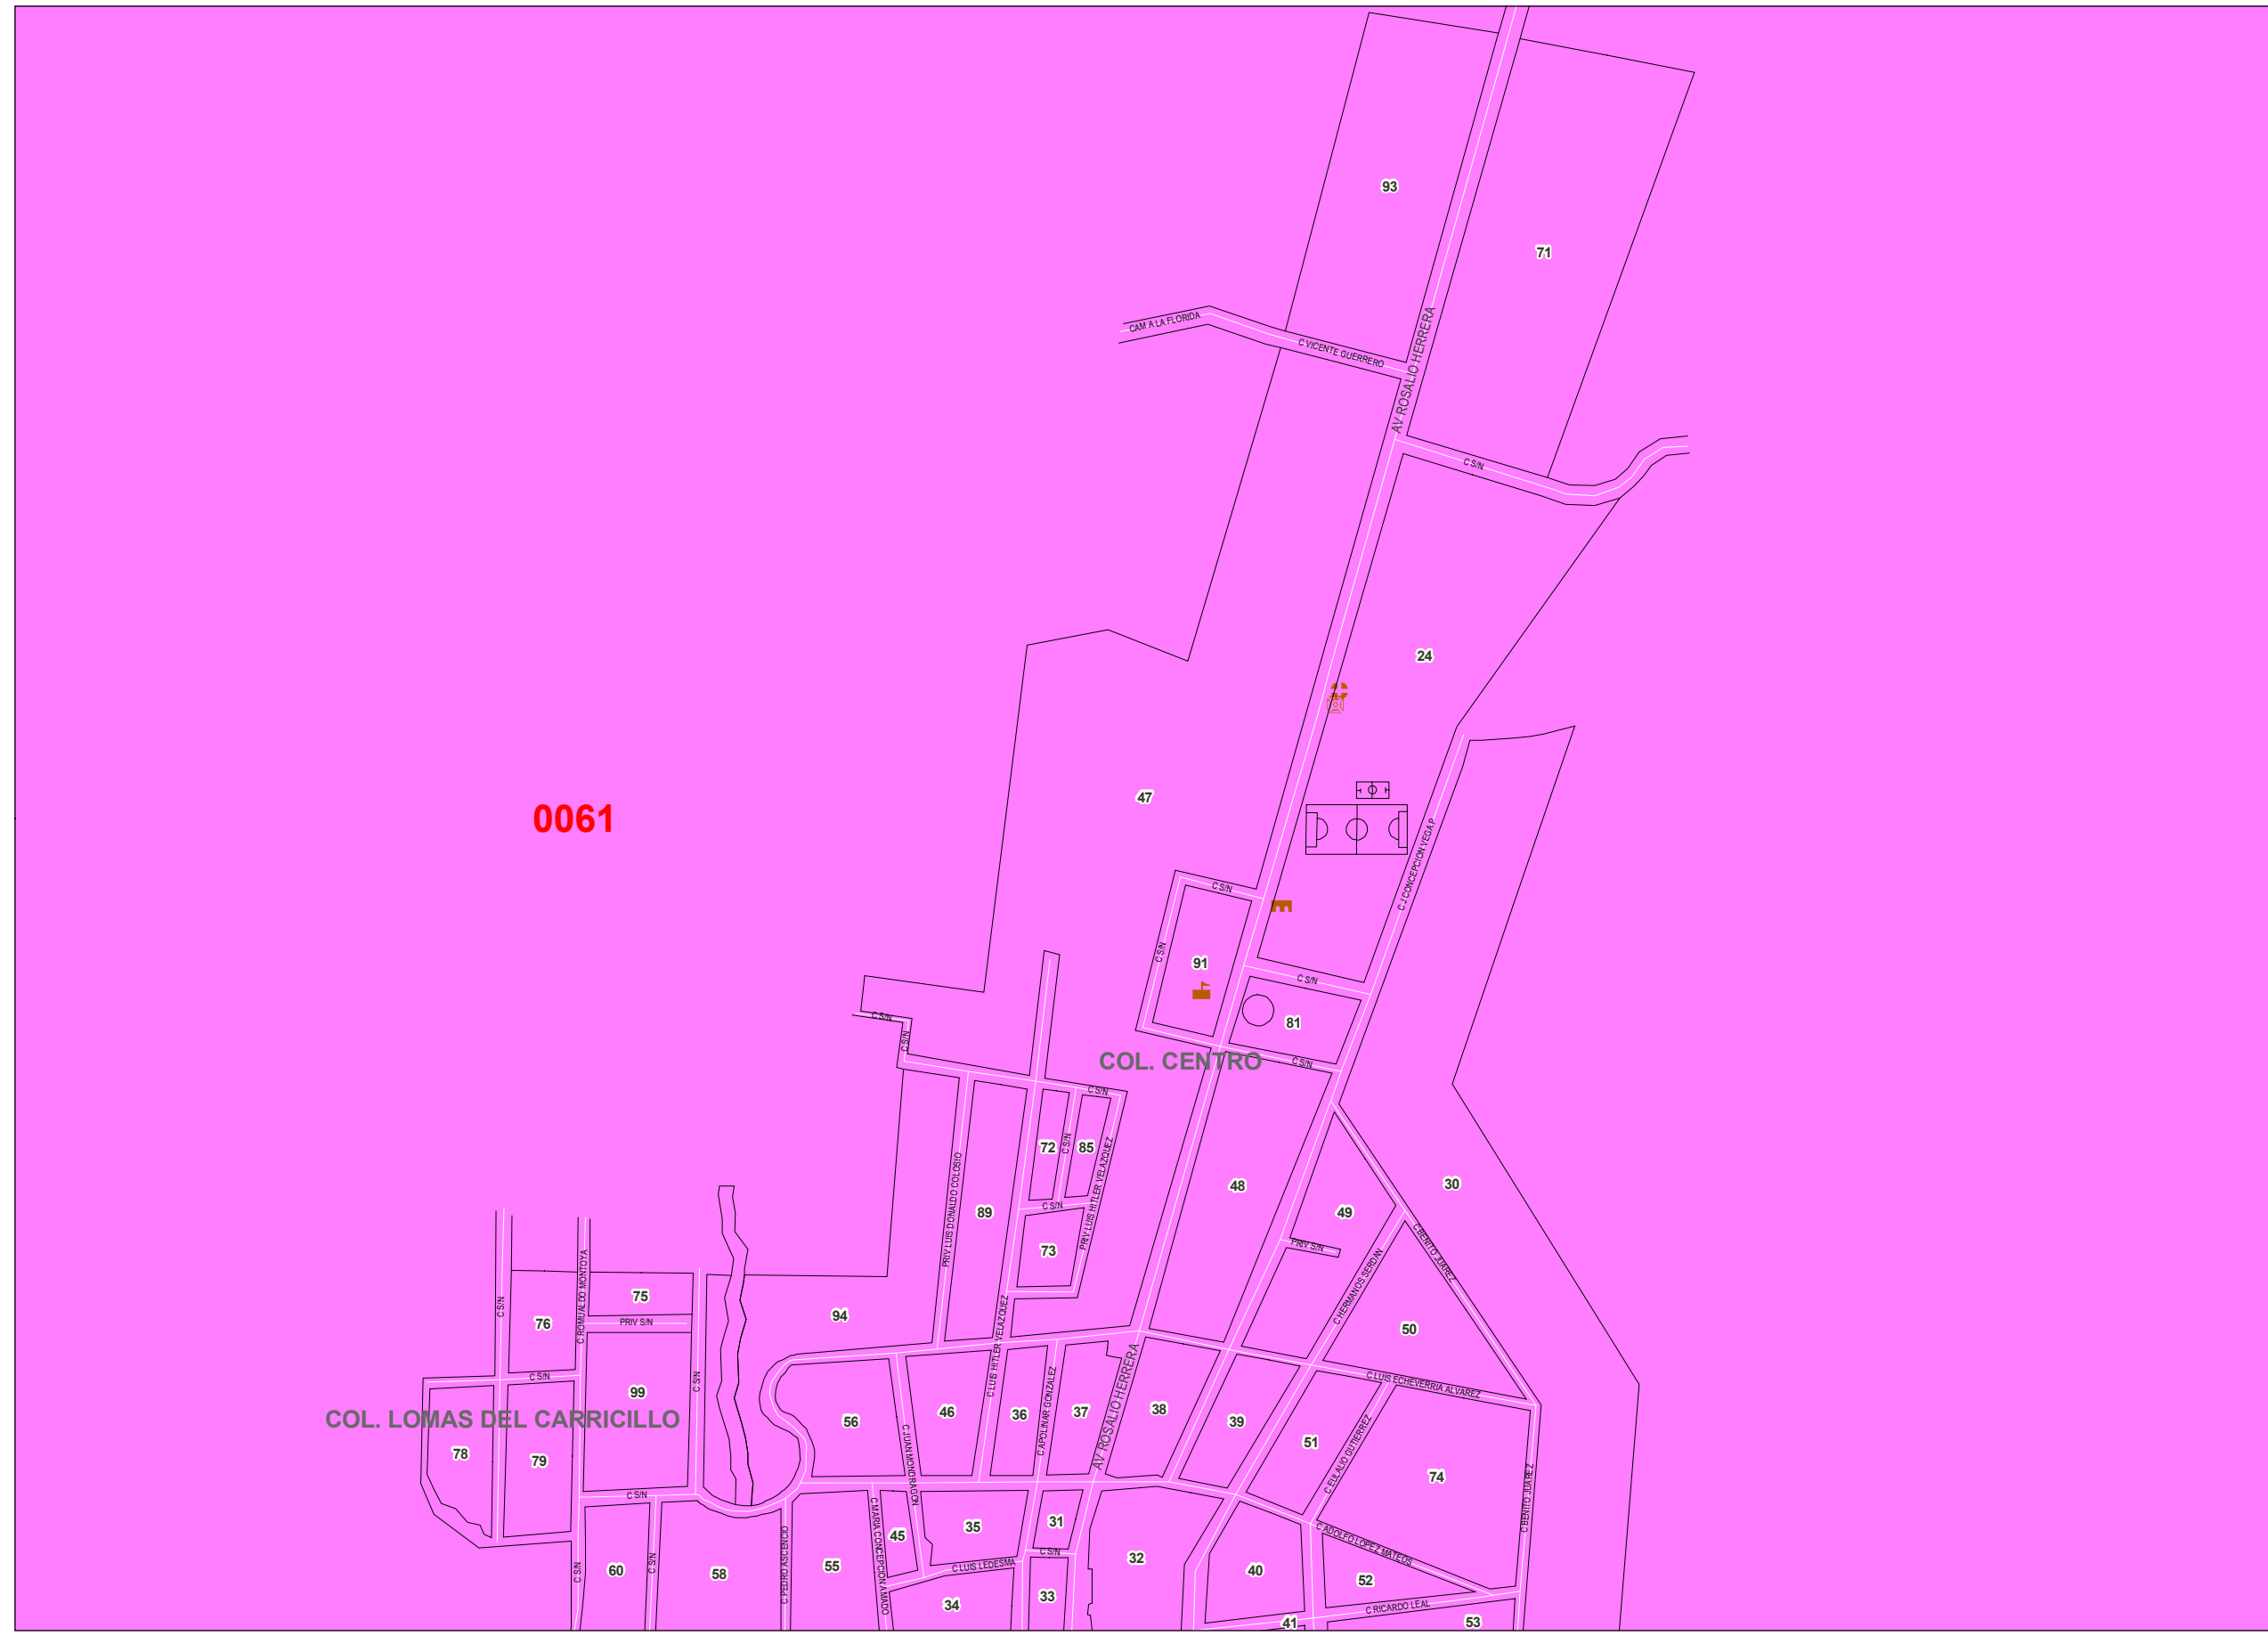 93
71
CAM A LA FLORIDA
C VICENTE GUERRERO
AV ROSALIO HERRERA
C S/N
24
47
0061
C J CONCEPCION VEGA P
C S/N
C S/N
91
C S/N
81
C S/N
C S/N
C S/N
COL. CENTRO
C S/N
72
C S/N
85
PRIV LUIS HITLER VELAZQUEZ
48
30
PRIV LUIS DONALDO COLOSIO
89
C S/N
49
73
PRIV S/N
C BENITO JUAREZ
C HERMANOS SERDAN
C S/N
C ROMUALDO MONTOYA
75
76
PRIV S/N
94
C LUIS HITLER VELAZQUEZ
50
C S/N
99
C S/N
C LUIS ECHEVERRIA ALVAREZ
COL. LOMAS DEL CARRICILLO
56
46
36
C APOLINAR GONZALEZ
37
AV ROSALIO HERRERA
38
39
51
C EULALIO GUTIERREZ
78
79
C JUAN MONDRAGON
74
C BENITO JUAREZ
C S/N
C MARIA CONCEPCION AMADO
45
35
31
C S/N
C ADOLFO LOPEZ MATEOS
C S/N
60
C S/N
58
C PEDRO ASCENCIO
55
C LUIS LEDESMA
32
40
52
34
33
C RICARDO LEAL
41
53